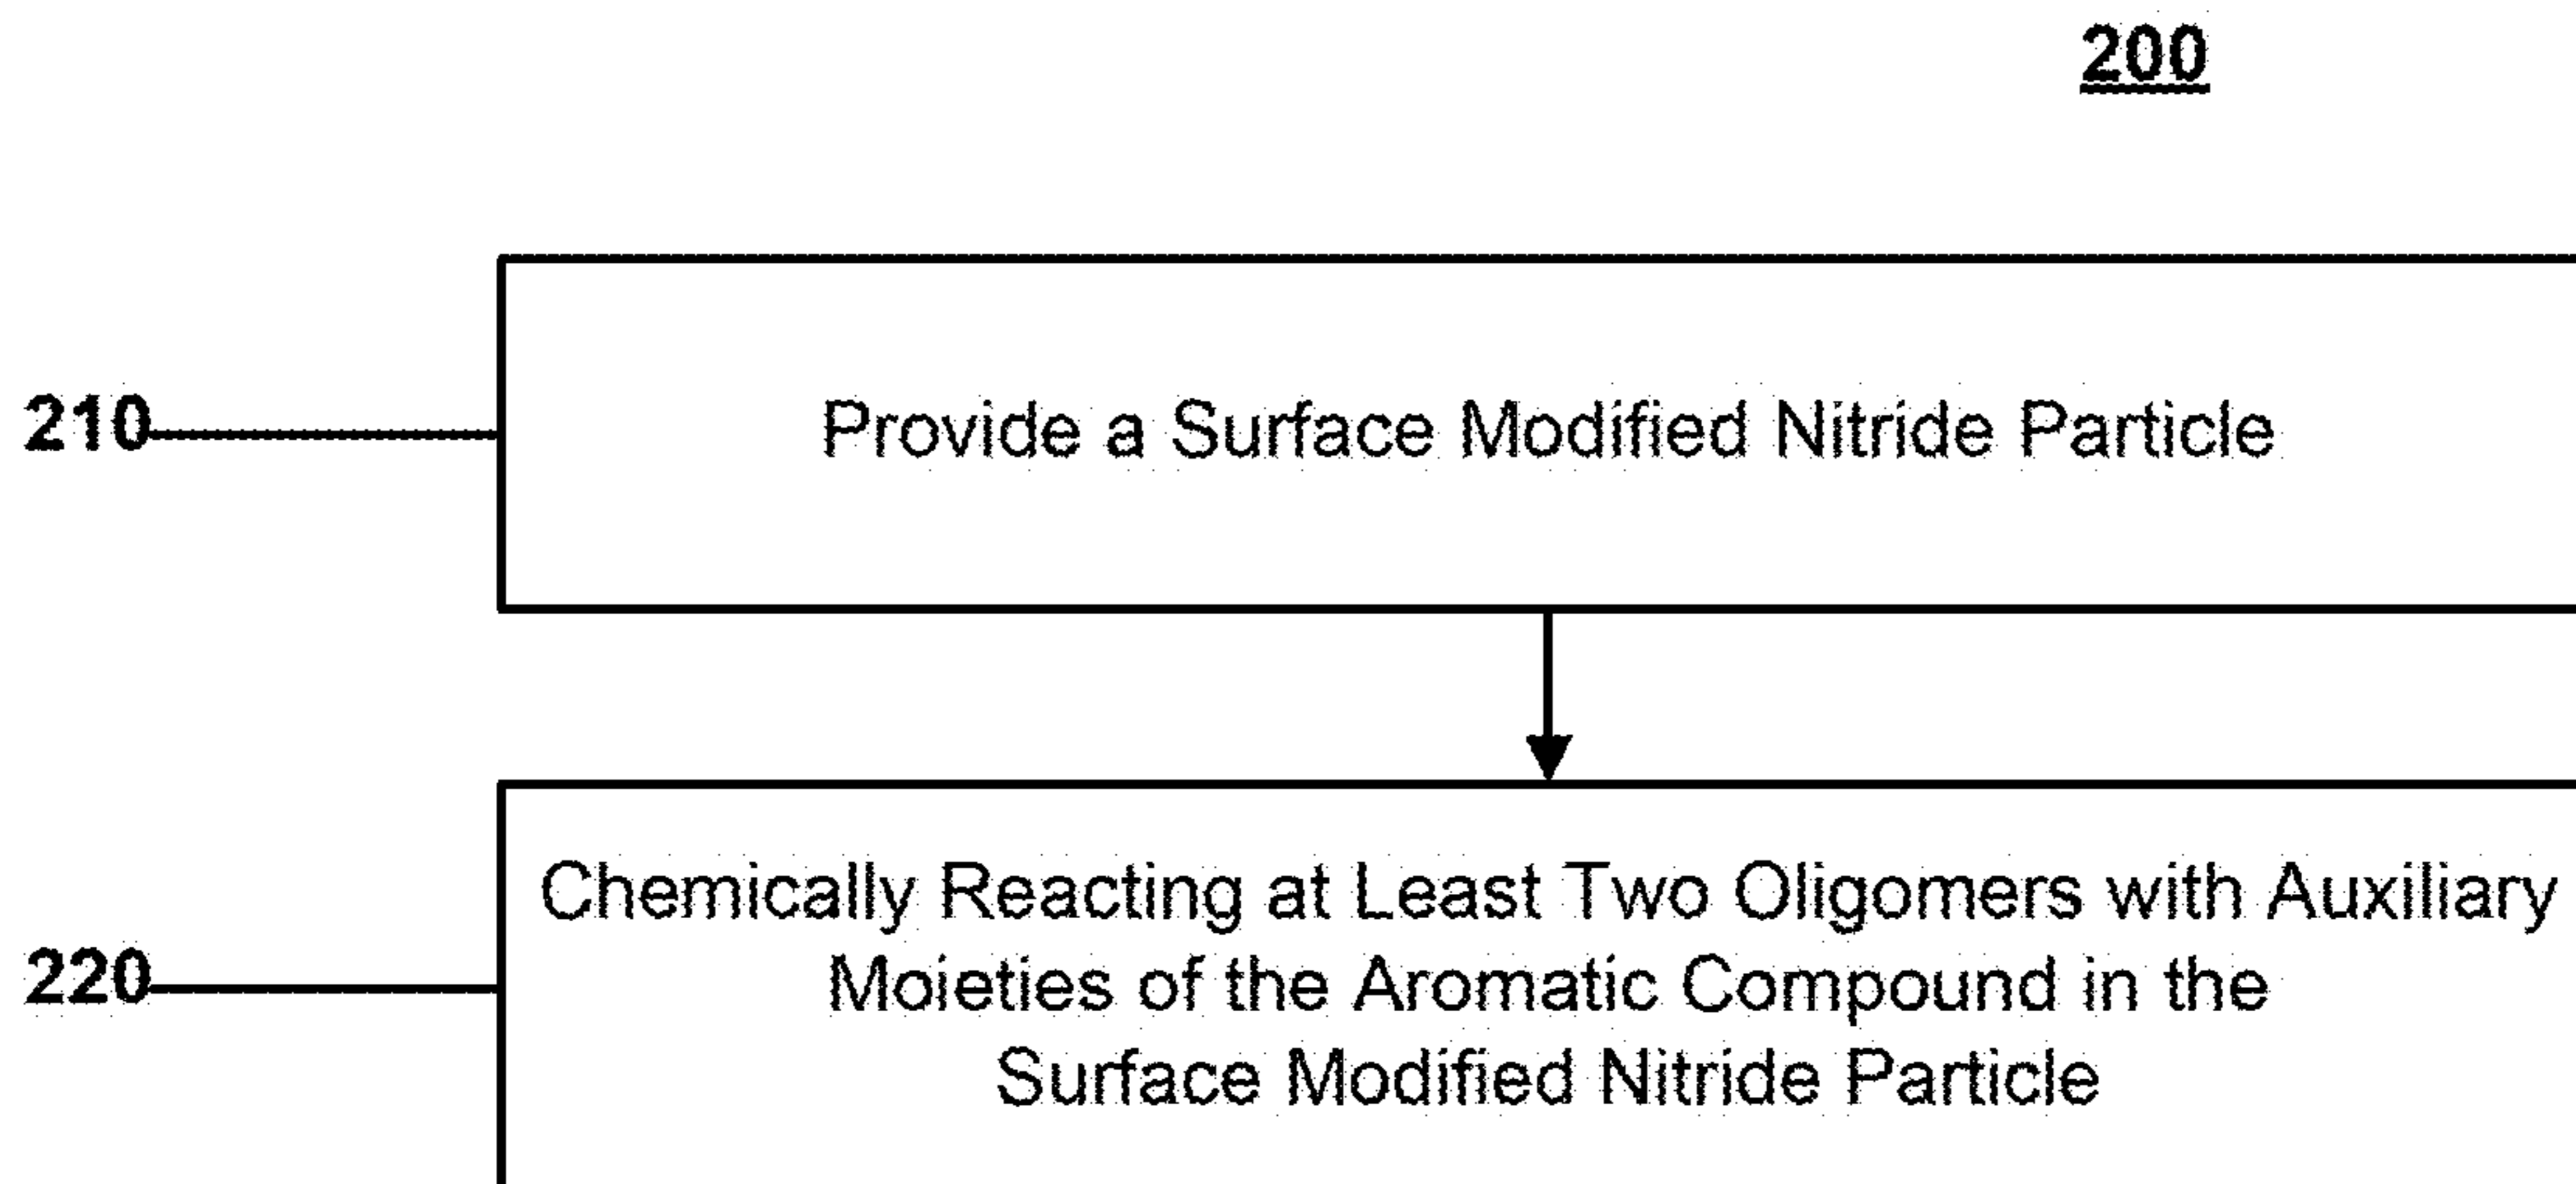 200
210
Provide a Surface Modified Nitride Particle
220
Chemically Reacting at Least Two Oligomers with Auxiliary
Moieties of the Aromatic Compound in the
Surface Modified Nitride Particle